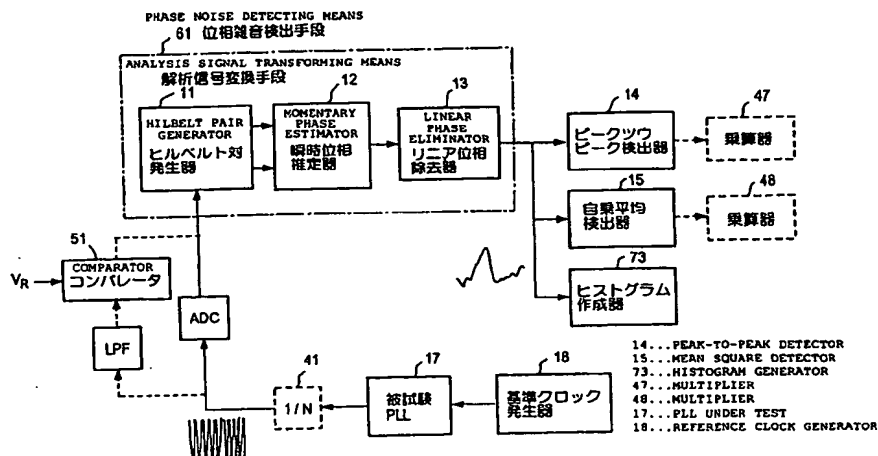 PHASE NOISE DETECTING MEANS
61 位相雑音検出手段
ANALYSIS SIGNAL TRANSFORMING MEANS
解析信号変換手段
11
HILBELT PAIR
GENERATOR
ヒルベルト対
発生器
12
MOMENTARY
PHASE
ESTIMATOR
瞬時位相
推定器
13
LINEAR
PHASE
ELIMINATOR
リニア位相
除去器
14
ピークツウ
ピーク検出器
47
乗算器
15
自乗平均
検出器
48
乗算器
73
ヒストグラム
作成器
51
VR
COMPARATOR
コンパレータ
LPF
ADC
41
1/N
17
被試験
PLL
18
基準クロック
発生器
14...PEAK-TO-PEAK DETECTOR
15...MEAN SQUARE DETECTOR
73...HISTOGRAM GENERATOR
47...MULTIPLIER
48...MULTIPLIER
17...PLL UNDER TEST
18...REFERENCE CLOCK GENERATOR